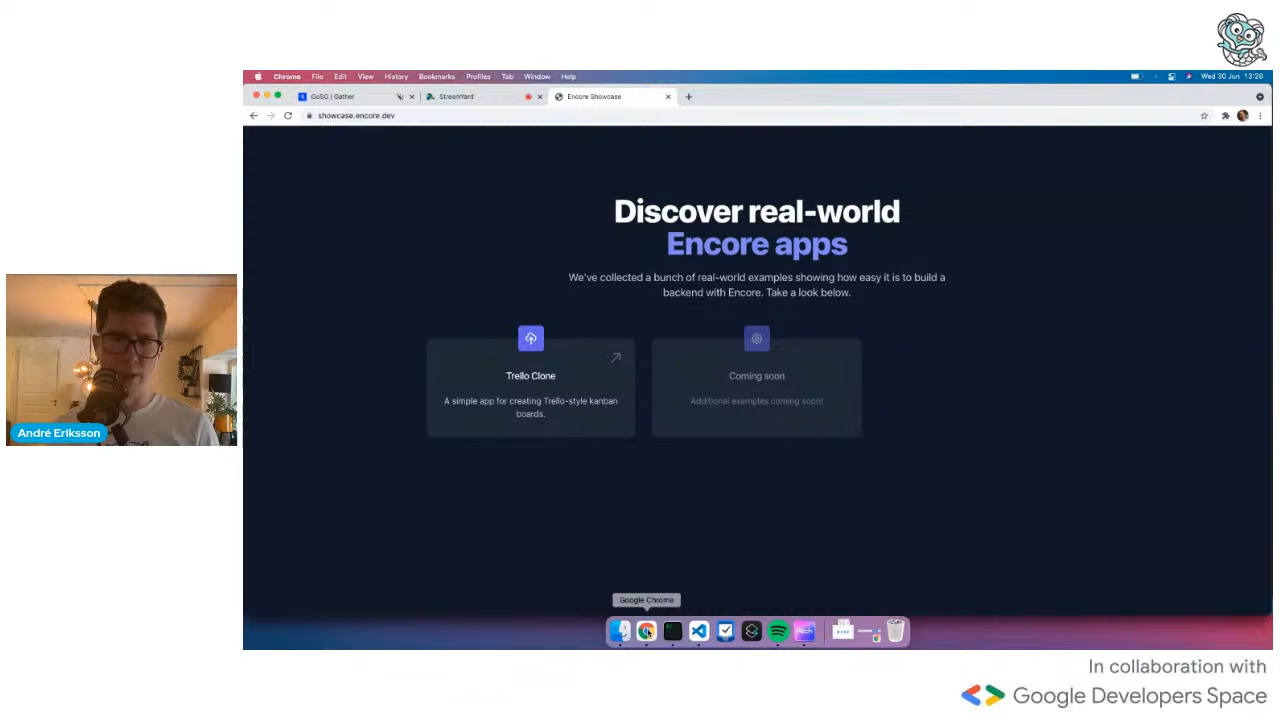 Chrome File Edit View History Bookmarks Profiles Tab Window Help Wed 30 Jun 13:26
GoSG | Gather StreamYard Encore Showcase
showcase.encore.dev
Discover real-world
Encore apps
We've collected a bunch of real-world examples showing how easy it is to build a
backend with Encore. Take a look below.
Trello Clone
A simple app for creating Trello-style kanban
boards.
Coming soon
Additional examples coming soon!
André Eriksson
Google Chrome
Pitch
In collaboration with
Google Developers Space